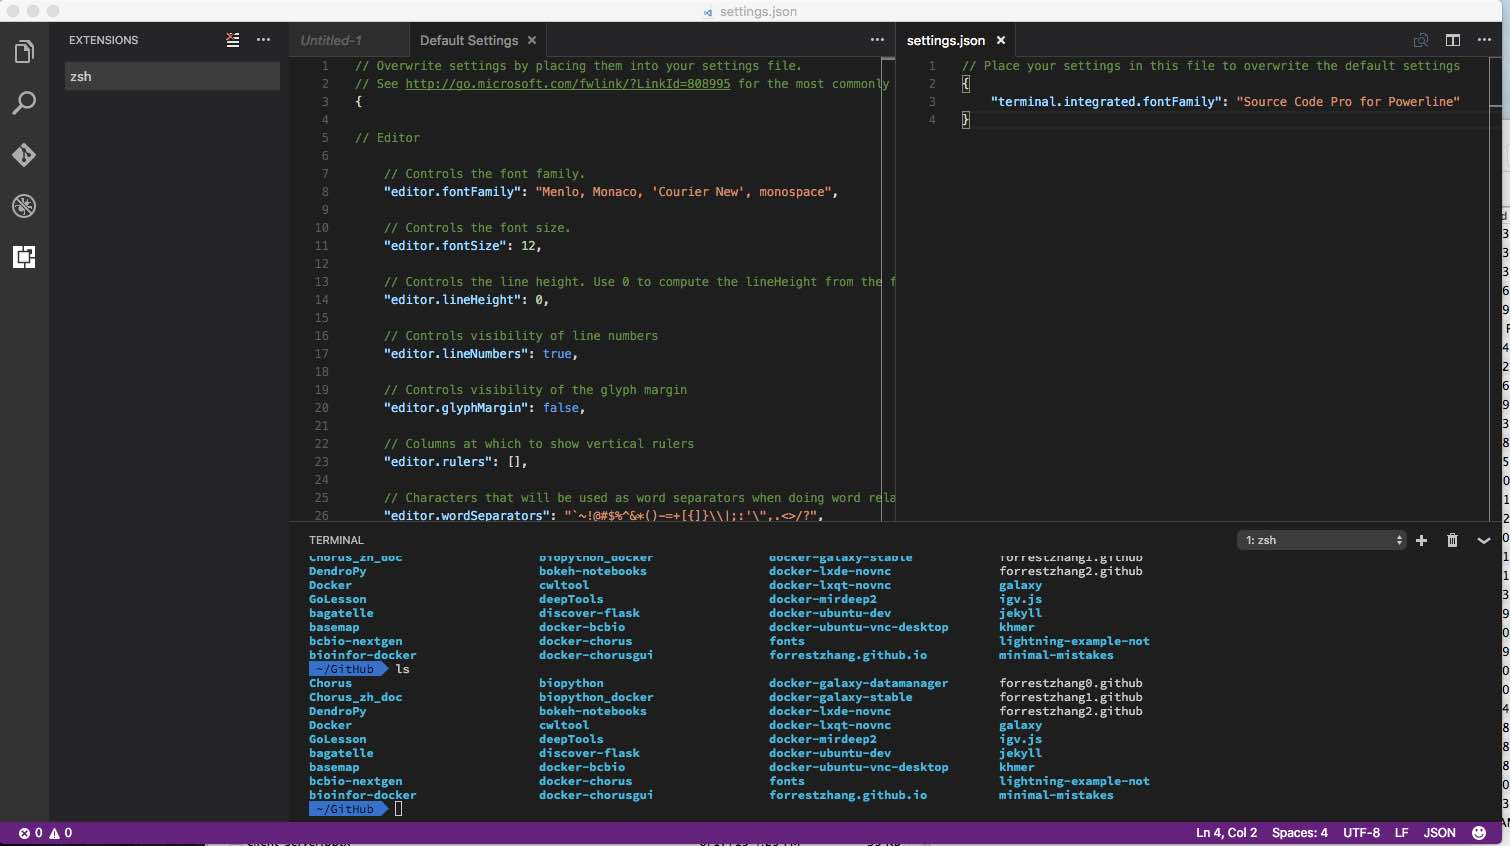 settings.json
EXTENSIONS
zsh
Untitled-1
Default Settings
1 // Overwrite settings by placing them into your settings file.
2 // See http://go.microsoft.com/fwlink/?LinkId=808995 for the most commonly
3 {
4
5 // Editor
6
7 // Controls the font family.
8 "editor.fontFamily": "Menlo, Monaco, 'Courier New', monospace",
9
10 // Controls the font size.
11 "editor.fontSize": 12,
12
13 // Controls the line height. Use 0 to compute the lineHeight from the f
14 "editor.lineHeight": 0,
15
16 // Controls visibility of line numbers
17 "editor.lineNumbers": true,
18
19 // Controls visibility of the glyph margin
20 "editor.glyphMargin": false,
21
22 // Columns at which to show vertical rulers
23 "editor.rulers": [],
24
25 // Characters that will be used as word separators when doing word rela
26 "editor.wordSeparators": "`~!@#$%^&*()-=+[{]}\\|;:'\",.<>/?",
settings.json
1 // Place your settings in this file to overwrite the default settings
2 {
3 "terminal.integrated.fontFamily": "Source Code Pro for Powerline"
4 }
TERMINAL
1: zsh
Chorus_zh_doc biopython_docker docker-galaxy-stable forrestzhang1.github
DendroPy bokeh-notebooks docker-lxde-novnc forrestzhang2.github
Docker cwltool docker-lxqt-novnc galaxy
GoLesson deepTools docker-mirdeep2 igv.js
bagatelle discover-flask docker-ubuntu-dev jekyll
basemap docker-bcbio docker-ubuntu-vnc-desktop khmer
bcbio-nextgen docker-chorus fonts lightning-example-not
bioinfor-docker docker-chorusgui forrestzhang.github.io minimal-mistakes
~/GitHub ls
Chorus biopython docker-galaxy-datamanager forrestzhang0.github
Chorus_zh_doc biopython_docker docker-galaxy-stable forrestzhang1.github
DendroPy bokeh-notebooks docker-lxde-novnc forrestzhang2.github
Docker cwltool docker-lxqt-novnc galaxy
GoLesson deepTools docker-mirdeep2 igv.js
bagatelle discover-flask docker-ubuntu-dev jekyll
basemap docker-bcbio docker-ubuntu-vnc-desktop khmer
bcbio-nextgen docker-chorus fonts lightning-example-not
bioinfor-docker docker-chorusgui forrestzhang.github.io minimal-mistakes
~/GitHub
0 0
Ln 4, Col 2 Spaces: 4 UTF-8 LF JSON